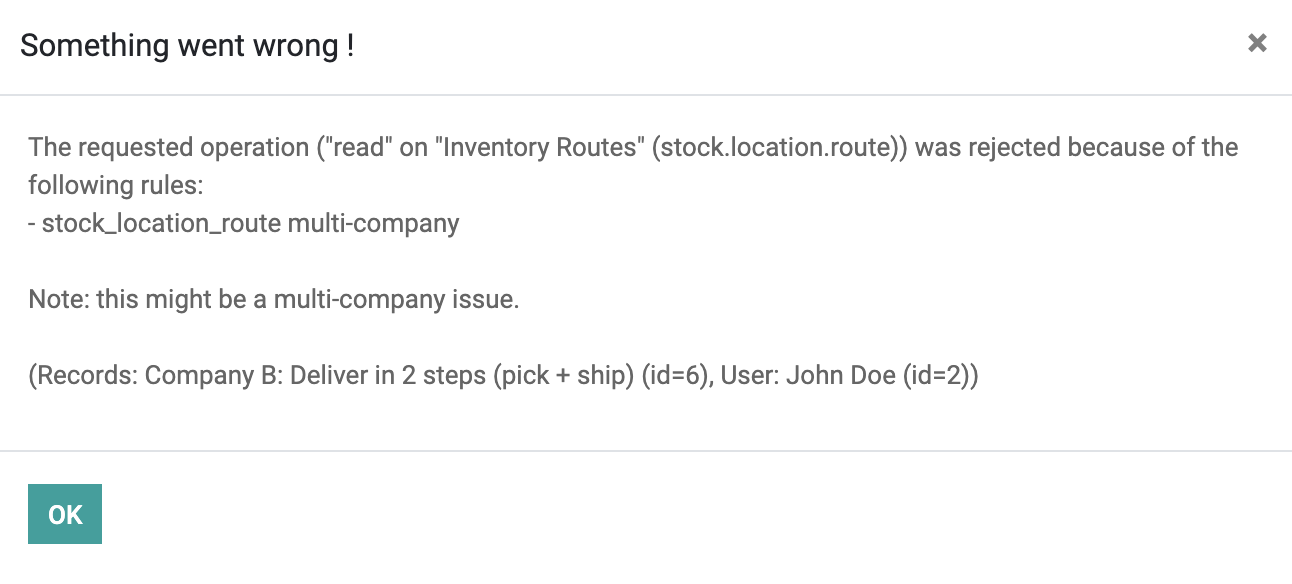 Something went wrong !
The requested operation ("read" on "Inventory Routes" (stock.location.route)) was rejected because of the
following rules:
- stock_location_route multi-company
Note: this might be a multi-company issue.
(Records: Company B: Deliver in 2 steps (pick + ship) (id=6), User: John Doe (id=2))
OK